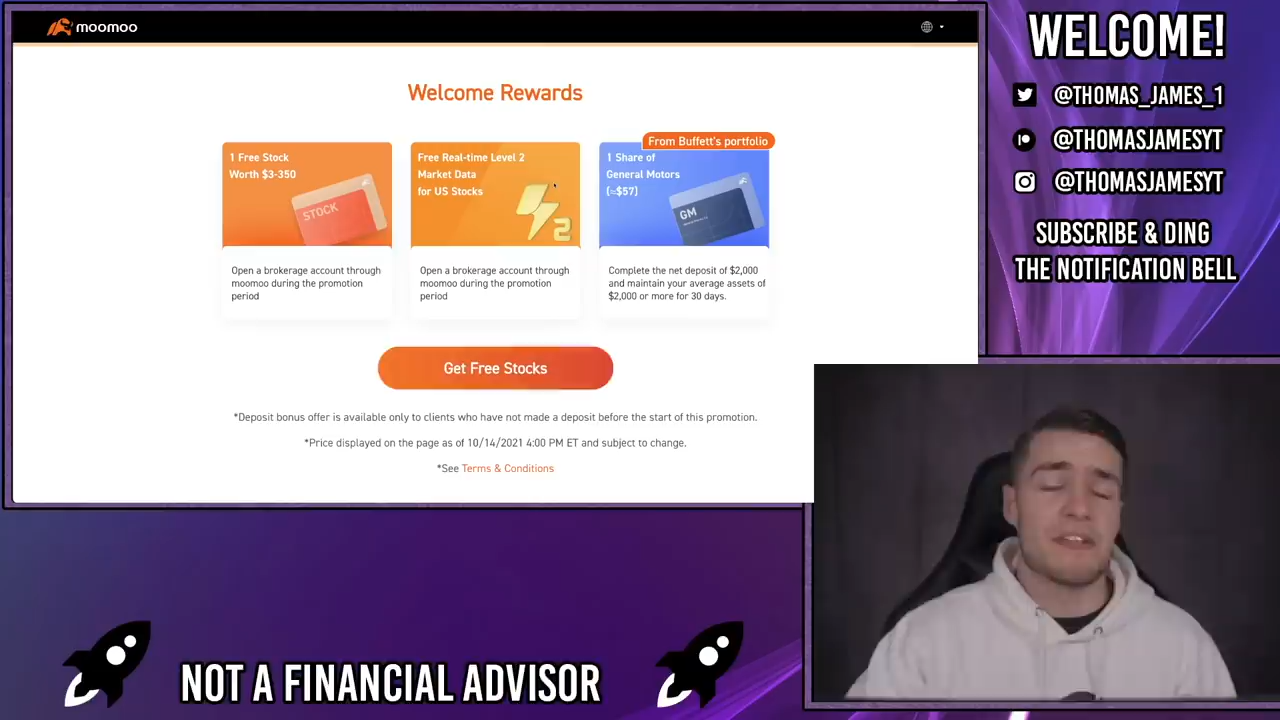 moomoo
Welcome Rewards
1 Free Stock
Worth $3-350
STOCK
Open a brokerage account through
moomoo during the promotion
period
Free Real-time Level 2
Market Data
for US Stocks
2
Open a brokerage account through
moomoo during the promotion
period
From Buffett's portfolio
1 Share of
General Motors
(≈$57)
GM
Complete the net deposit of $2,000
and maintain your average assets of
$2,000 or more for 30 days.
Get Free Stocks
*Deposit bonus offer is available only to clients who have not made a deposit before the start of this promotion.
*Price displayed on the page as of 10/14/2021 4:00 PM ET and subject to change.
*See Terms & Conditions
WELCOME!
@THOMAS_JAMES_1
@THOMASJAMESYT
@THOMASJAMESYT
SUBSCRIBE & DING
THE NOTIFICATION BELL
NOT A FINANCIAL ADVISOR